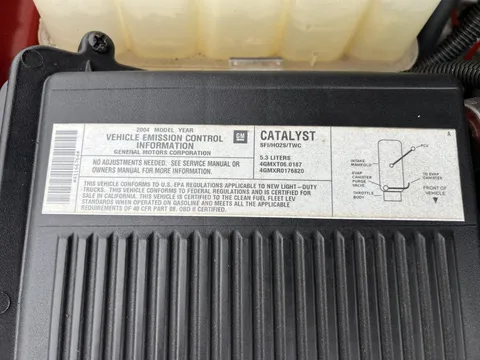 2004 MODEL YEAR
VEHICLE EMISSION CONTROL
INFORMATION
GENERAL MOTORS CORPORATION
NO ADJUSTMENTS NEEDED. SEE SERVICE MANUAL OR
OWNERS MANUAL FOR MORE INFORMATION.
GM
CATALYST
SFI/HO2S/TWC
5.3 LITERS
4GMXT06.0187
4GMXR0176820
THIS VEHICLE CONFORMS TO U.S. EPA REGULATIONS APPLICABLE TO NEW LIGHT-DUTY
TRUCKS. THIS VEHICLE CONFORMS TO FEDERAL REGULATIONS AND IS CERTIFIED FOR
SALE IN CALIFORNIA. THIS VEHICLE IS CERTIFIED TO THE CLEAN FUEL FLEET LEV
STANDARDS WHEN OPERATED ON GASOLINE AND MEETS ALL THE APPLICABLE
REQUIREMENTS OF 40 CFR PART 88. OBD II CERTIFIED.
A
PCV
INTAKE
MANIFOLD
EVAP
CANISTER
PURGE
VALVE
THROTTLE
BODY
TO EVAP
CANISTER
FRONT OF
VEHICLE